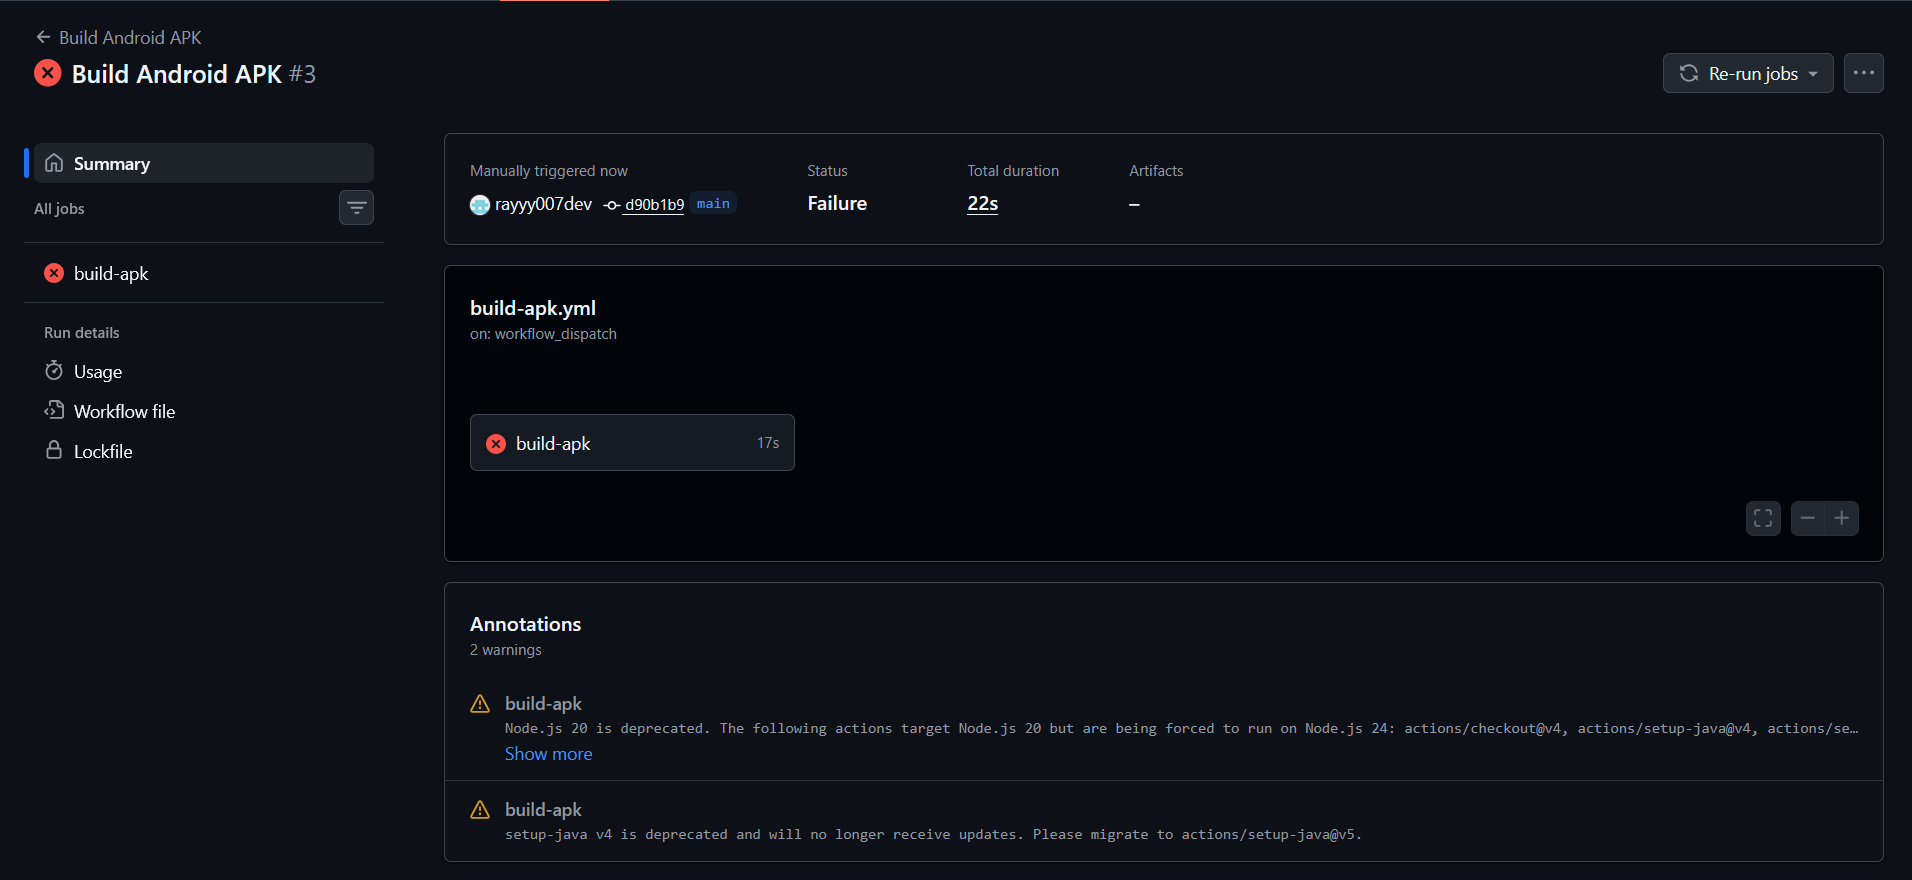 Build Android APK
Build Android APK #3
Re-run jobs
Summary
All jobs
build-apk
Run details
Usage
Workflow file
Lockfile
Manually triggered now
rayyy007dev d90b1b9 main
Status
Failure
Total duration
22s
Artifacts
–
build-apk.yml
on: workflow_dispatch
build-apk 17s
Annotations
2 warnings
build-apk
Node.js 20 is deprecated. The following actions target Node.js 20 but are being forced to run on Node.js 24: actions/checkout@v4, actions/setup-java@v4, actions/se…
Show more
build-apk
setup-java v4 is deprecated and will no longer receive updates. Please migrate to actions/setup-java@v5.